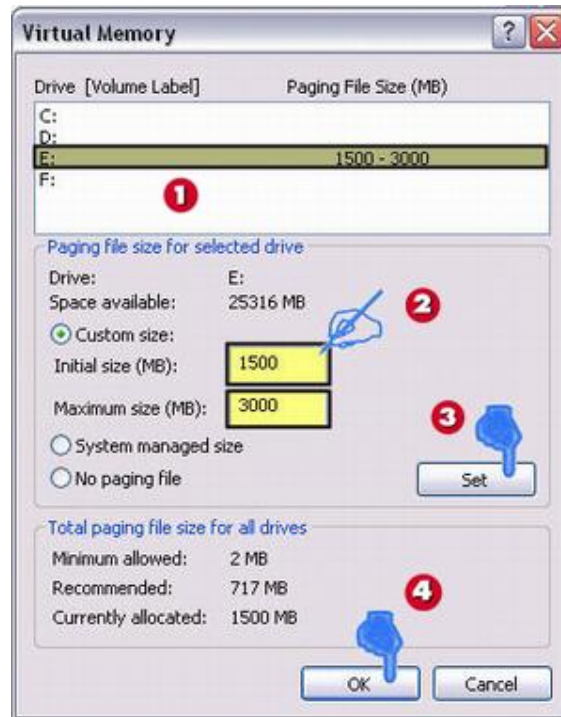 Virtual Memory
?
Drive [Volume Label] Paging File Size (MB)
C:
D:
E: 1500 - 3000
F:
1
Paging file size for selected drive
Drive: E:
Space available: 25316 MB
2
Custom size:
Initial size (MB): 1500
Maximum size (MB): 3000
3
System managed size
No paging file
Set
Total paging file size for all drives
Minimum allowed: 2 MB
Recommended: 717 MB
4
Currently allocated: 1500 MB
OK Cancel